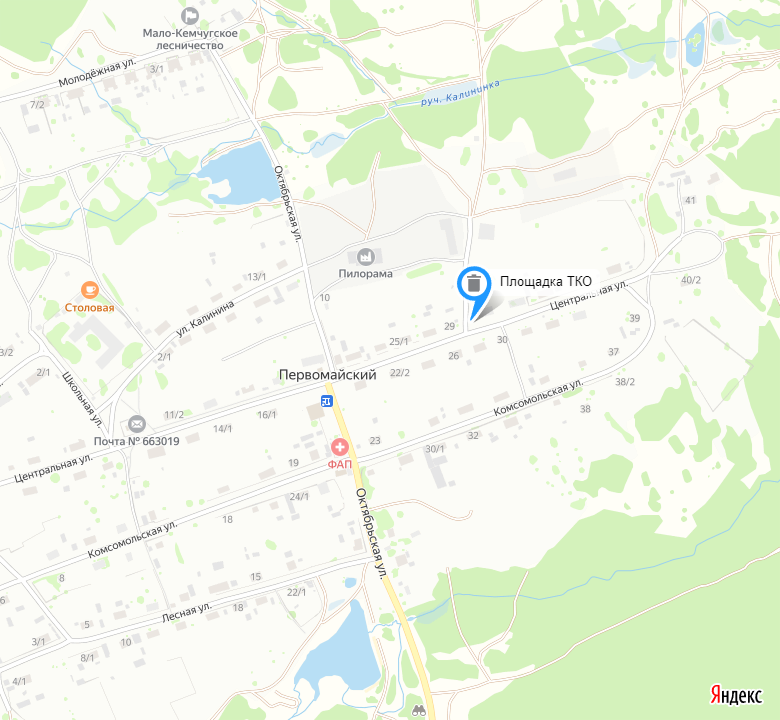 Мало-Кемчугское
лесничество
Молодёжная ул.
3/1
7/2
руч. Калининка
Октябрьская ул.
41
Пилорама
13/1
Площадка ТКО
40/2
Столовая
10
Центральная ул.
ул. Калинина
39
29
30
25/1
3/2
2/1
26
37
2/1
Первомайский
22/2
38/2
Школьная ул.
Комсомольская ул.
11/2
16/1
38
14/1
Почта № 663019
23
32
30/1
Центральная ул.
19
ФАП
24/1
Октябрьская ул.
18
Комсомольская ул.
8
15
22/1
Лесная ул.
18
5
3/1
10
8/1
4/1
Яндекс